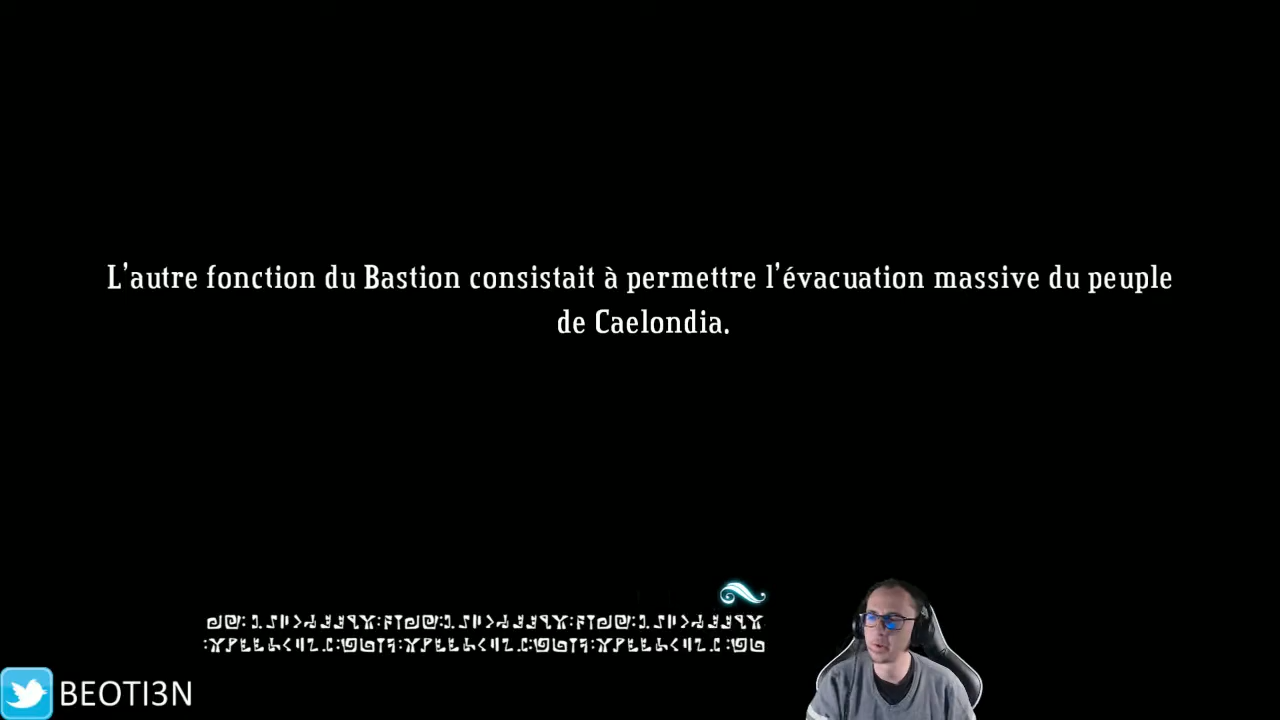 L'autre fonction du Bastion consistait à permettre l'évacuation massive du peuple
de Caelondia.
BEOTI3N